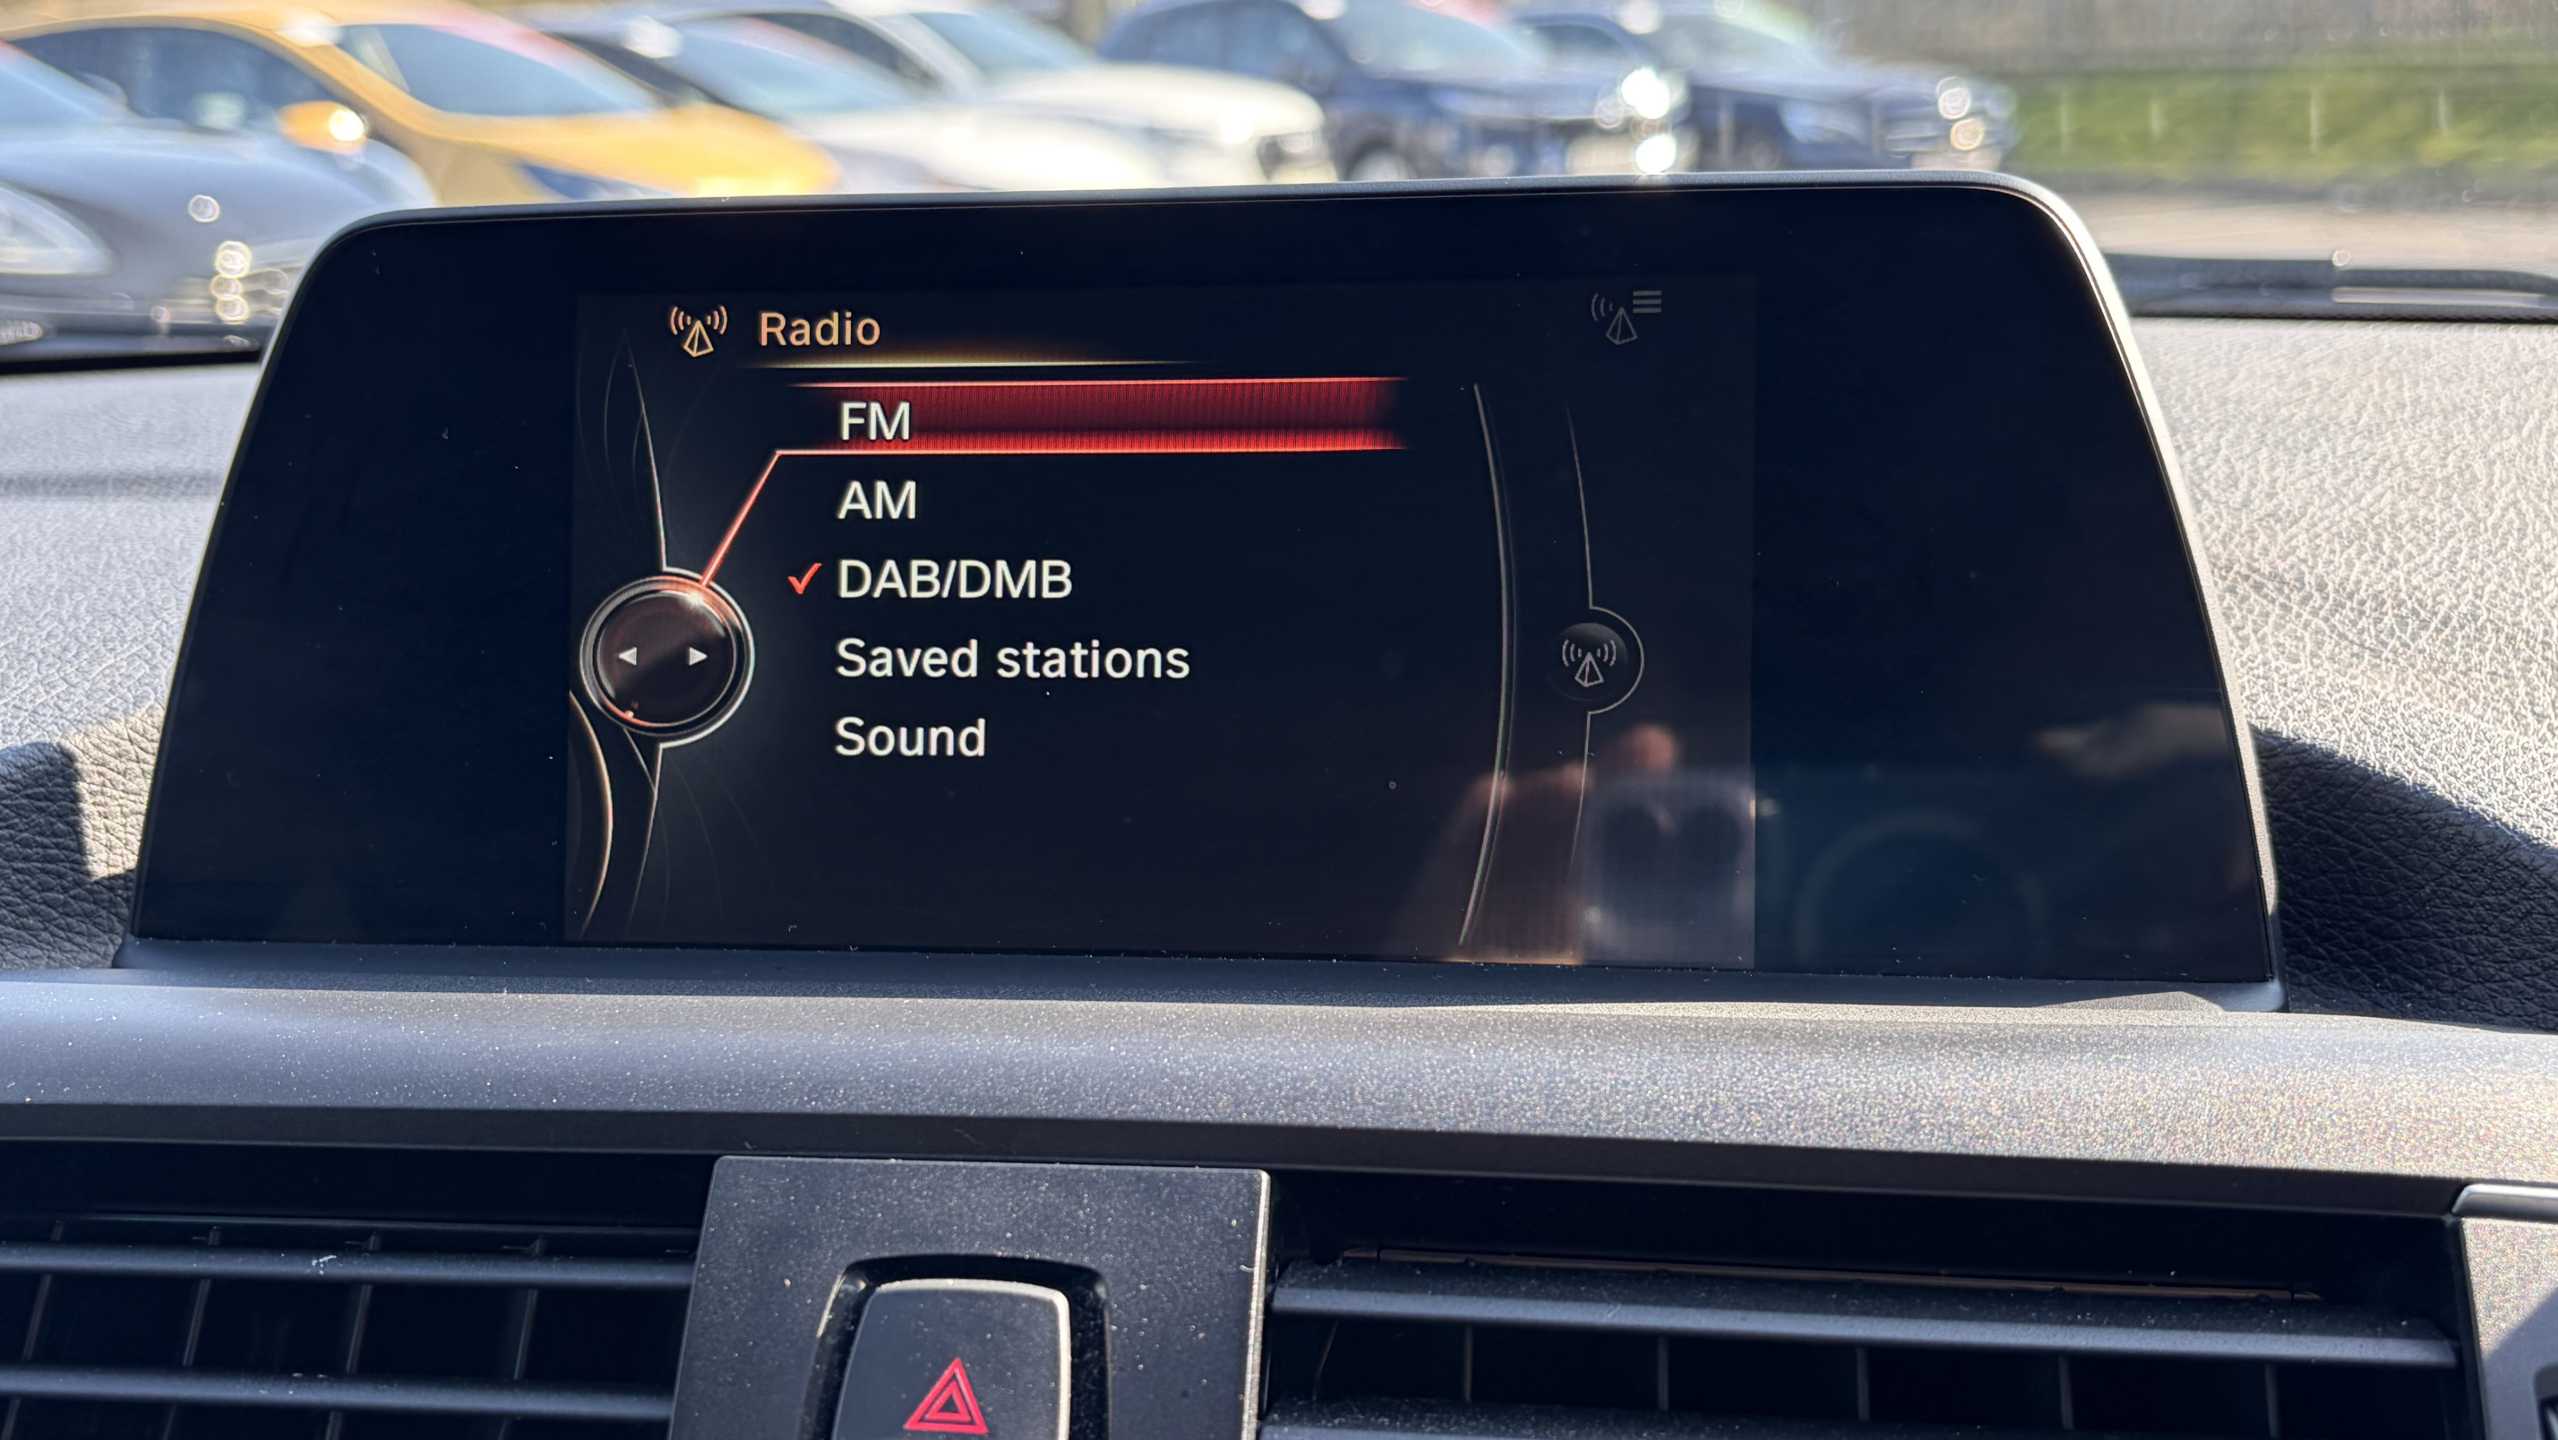 Radio
FM
AM
DAB/DMB
Saved stations
Sound